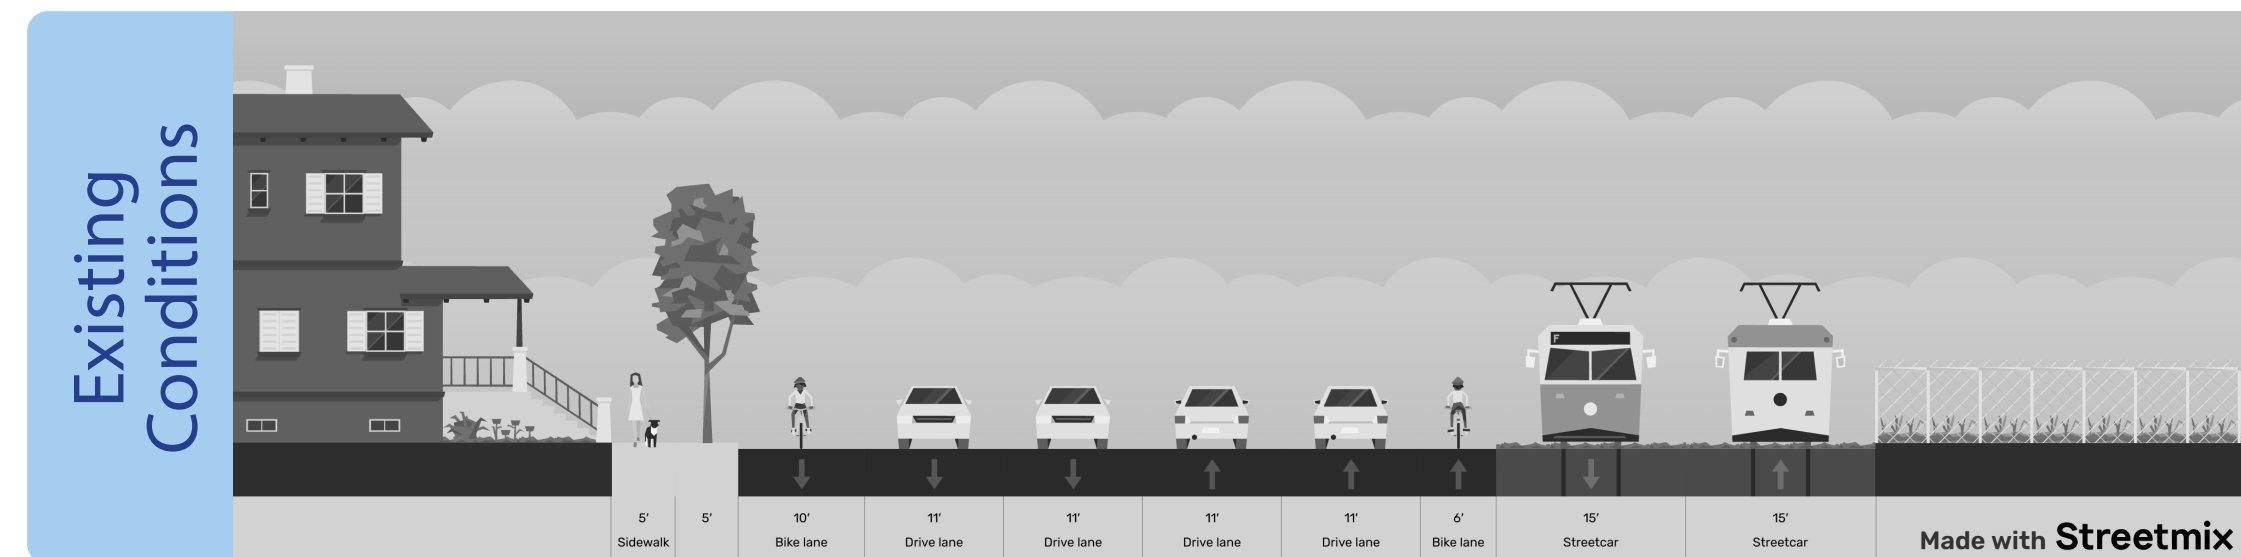 Existing
Conditions
F
5' 5' 10' 11' 11' 11' 11' 6' 15' 15'
Sidewalk Bike lane Drive lane Drive lane Drive lane Drive lane Bike lane Streetcar Streetcar
Made with Streetmix